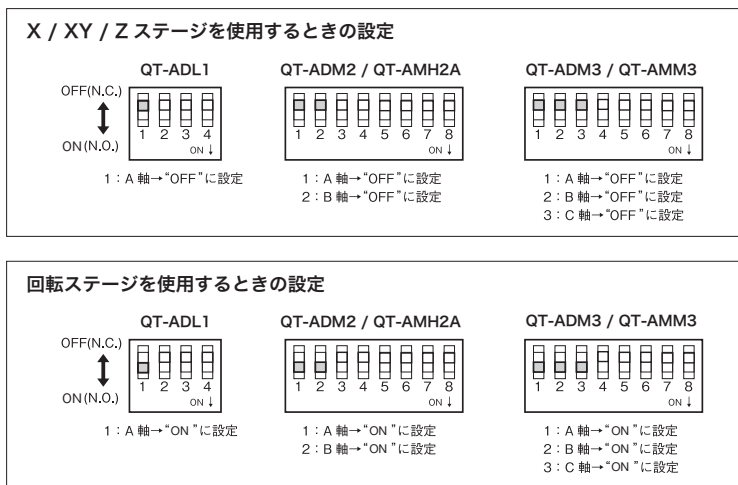 X / XY / Z ステージを使用するときの設定
QT-ADL1
QT-ADM2 / QT-AMH2A
QT-ADM3 / QT-AMM3
OFF(N.C.)
ON(N.O.)
1 2 3 4
ON ↓
1 2 3 4 5 6 7 8
ON ↓
1 2 3 4 5 6 7 8
ON ↓
1：A 軸→“OFF”に設定
1：A 軸→“OFF”に設定
2：B 軸→“OFF”に設定
1：A 軸→“OFF”に設定
2：B 軸→“OFF”に設定
3：C 軸→“OFF”に設定
回転ステージを使用するときの設定
QT-ADL1
QT-ADM2 / QT-AMH2A
QT-ADM3 / QT-AMM3
OFF(N.C.)
ON(N.O.)
1 2 3 4
ON ↓
1 2 3 4 5 6 7 8
ON ↓
1 2 3 4 5 6 7 8
ON ↓
1：A 軸→“ON ”に設定
1：A 軸→“ON ”に設定
2：B 軸→“ON ”に設定
1：A 軸→“ON ”に設定
2：B 軸→“ON ”に設定
3：C 軸→“ON ”に設定